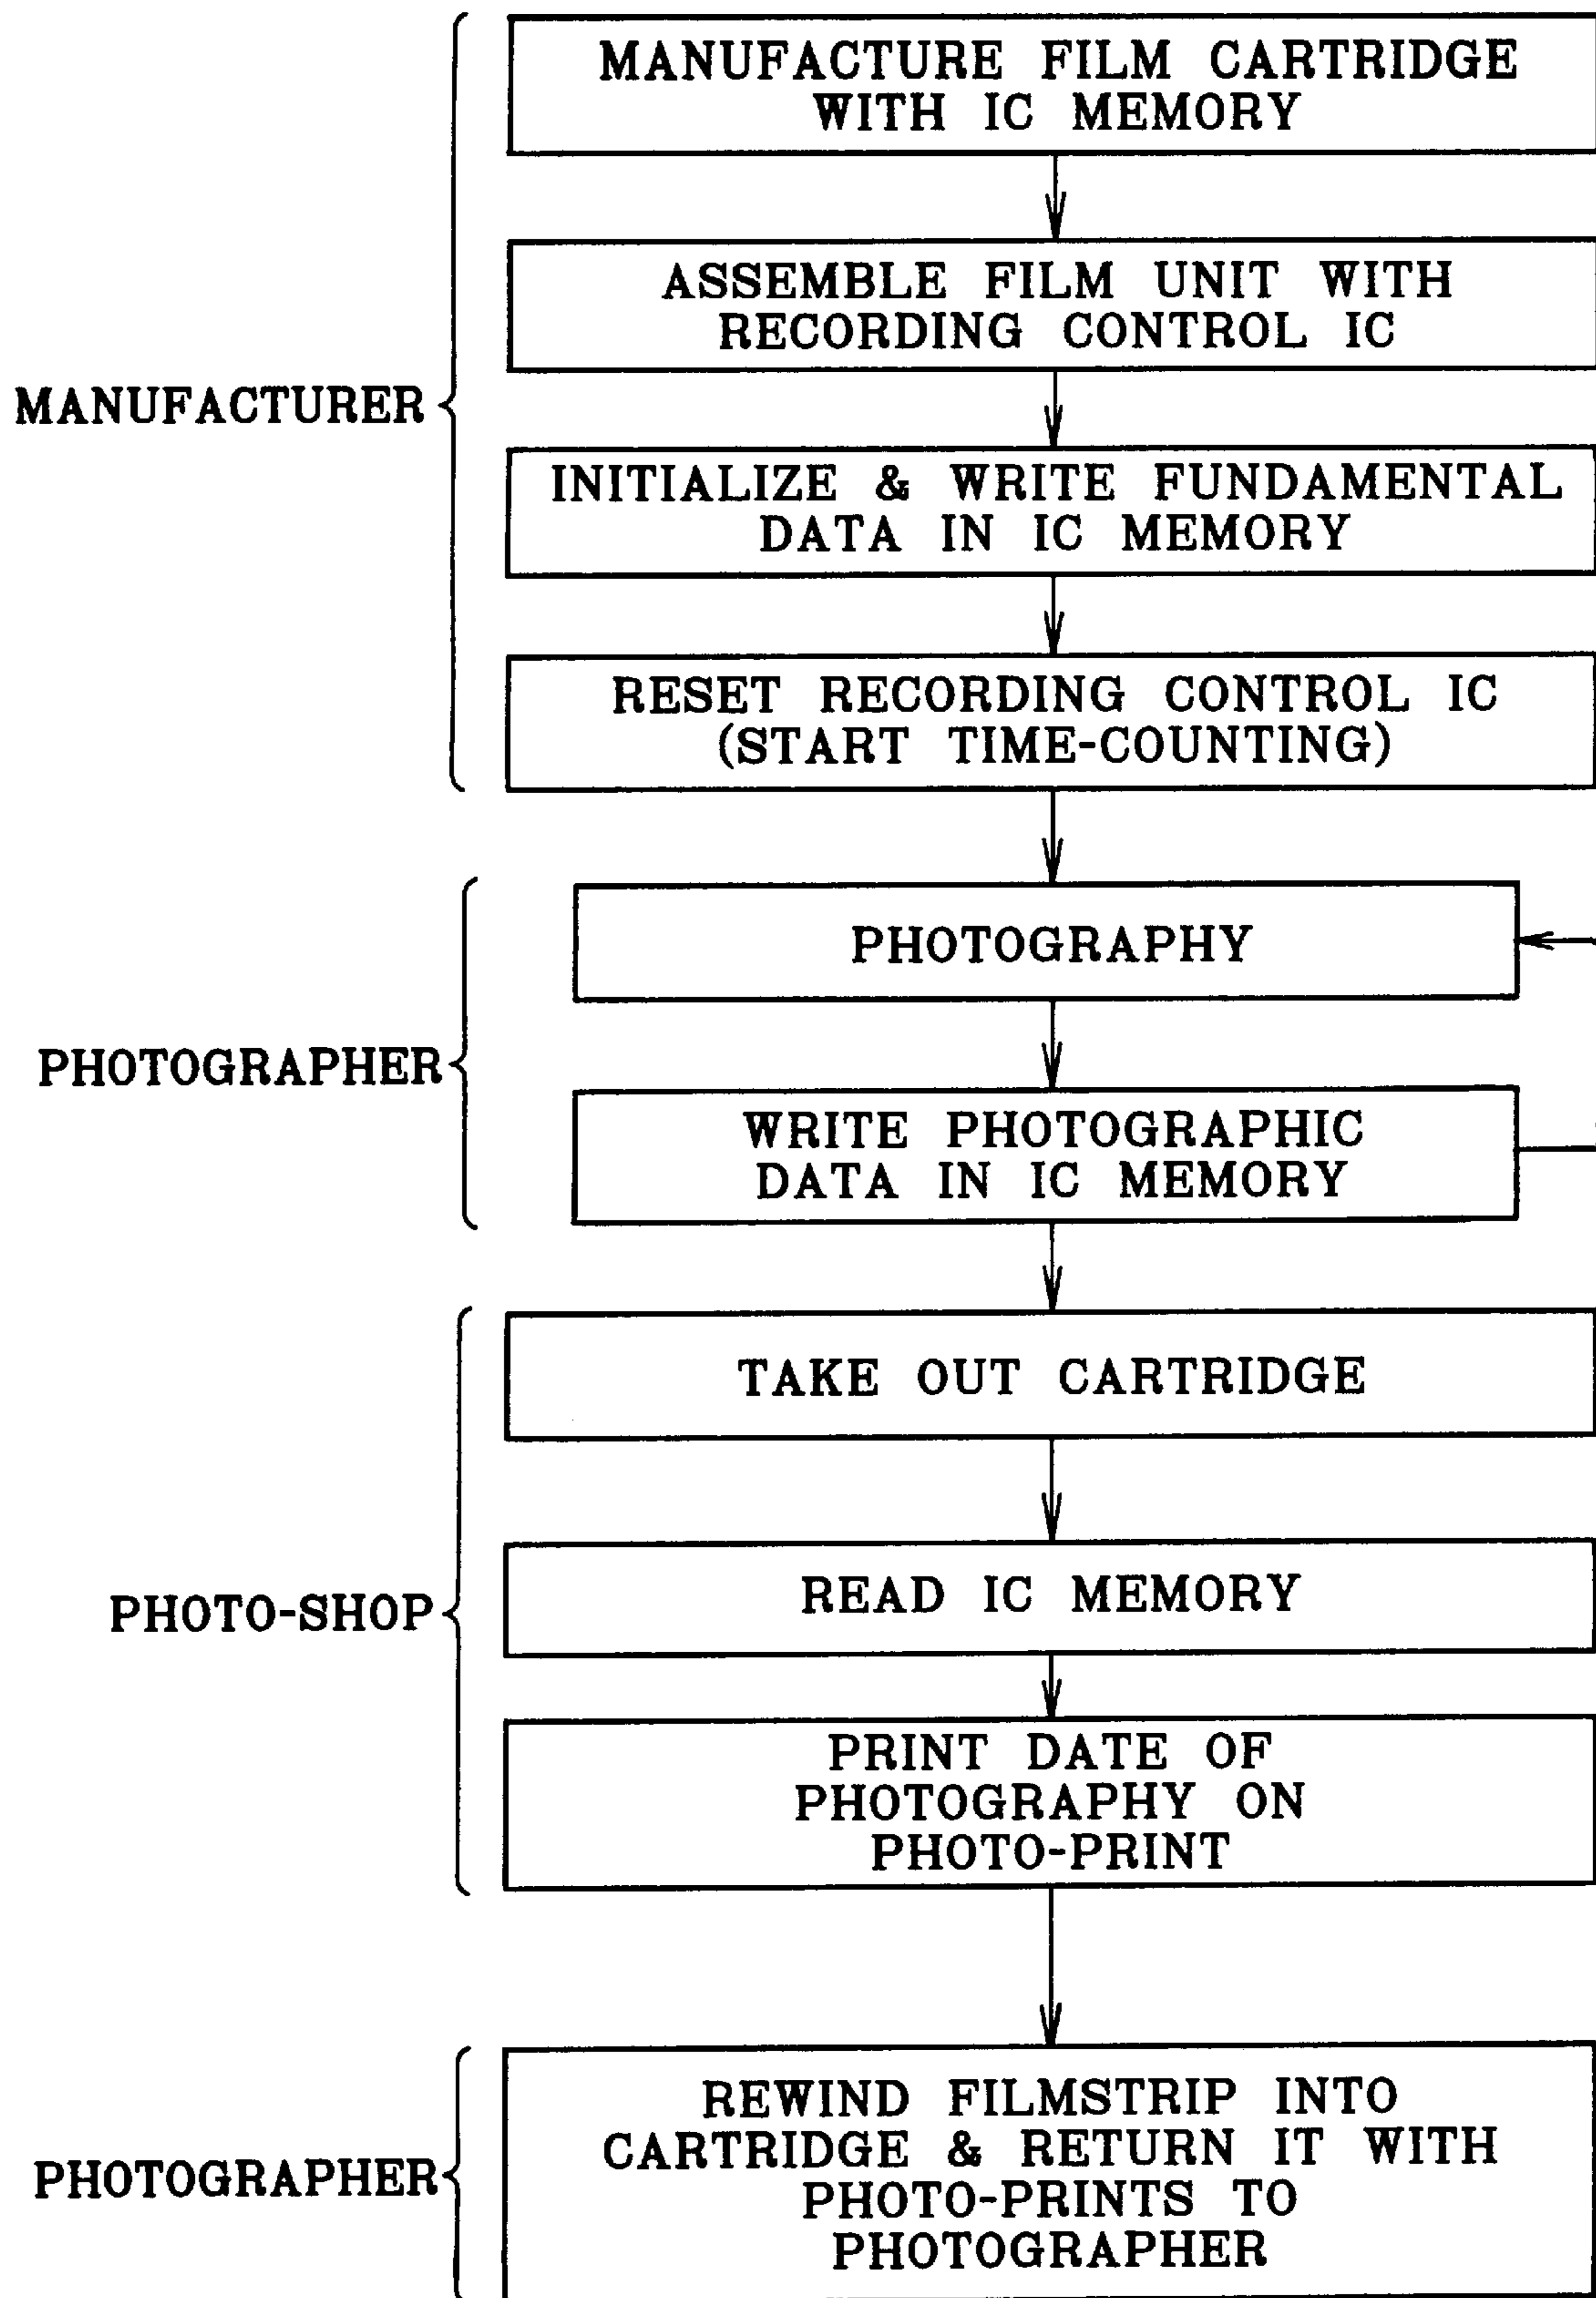 MANUFACTURER
MANUFACTURE FILM CARTRIDGE
WITH IC MEMORY
ASSEMBLE FILM UNIT WITH
RECORDING CONTROL IC
INITIALIZE & WRITE FUNDAMENTAL
DATA IN IC MEMORY
RESET RECORDING CONTROL IC
(START TIME-COUNTING)
PHOTOGRAPHER
PHOTOGRAPHY
WRITE PHOTOGRAPHIC
DATA IN IC MEMORY
PHOTO-SHOP
TAKE OUT CARTRIDGE
READ IC MEMORY
PRINT DATE OF
PHOTOGRAPHY ON
PHOTO-PRINT
PHOTOGRAPHER
REWIND FILMSTRIP INTO
CARTRIDGE & RETURN IT WITH
PHOTO-PRINTS TO
PHOTOGRAPHER